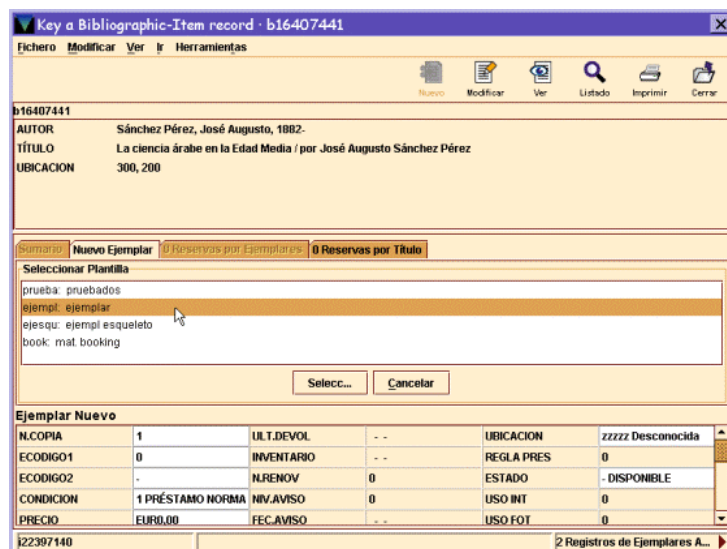 Key a Bibliographic-Item record · b16407441
Fichero Modificar Ver Ir Herramientas
Nuevo Modificar Ver Listado Imprimir Cerrar
b16407441
AUTOR Sánchez Pérez, José Augusto, 1882-
TÍTULO La ciencia árabe en la Edad Media / por José Augusto Sánchez Pérez
UBICACION 300, 200
Sumario Nuevo Ejemplar 0 Reservas por Ejemplares 0 Reservas por Título
Seleccionar Plantilla
prueba: pruebados
ejempl: ejemplar
ejesqu: ejempl esqueleto
book: mat. booking
Selecc... Cancelar
Ejemplar Nuevo
N.COPIA 1 ULT.DEVOL - - UBICACION zzzzz Desconocida
ECODIGO1 0 INVENTARIO - - REGLA PRES 0
ECODIGO2 - N.RENOV 0 ESTADO - DISPONIBLE
CONDICION 1 PRÉSTAMO NORMA NIV.AVISO 0 USO INT 0
PRECIO EUR0,00 FEC.AVISO - - USO FOT 0
i22397140 2 Registros de Ejemplares A...